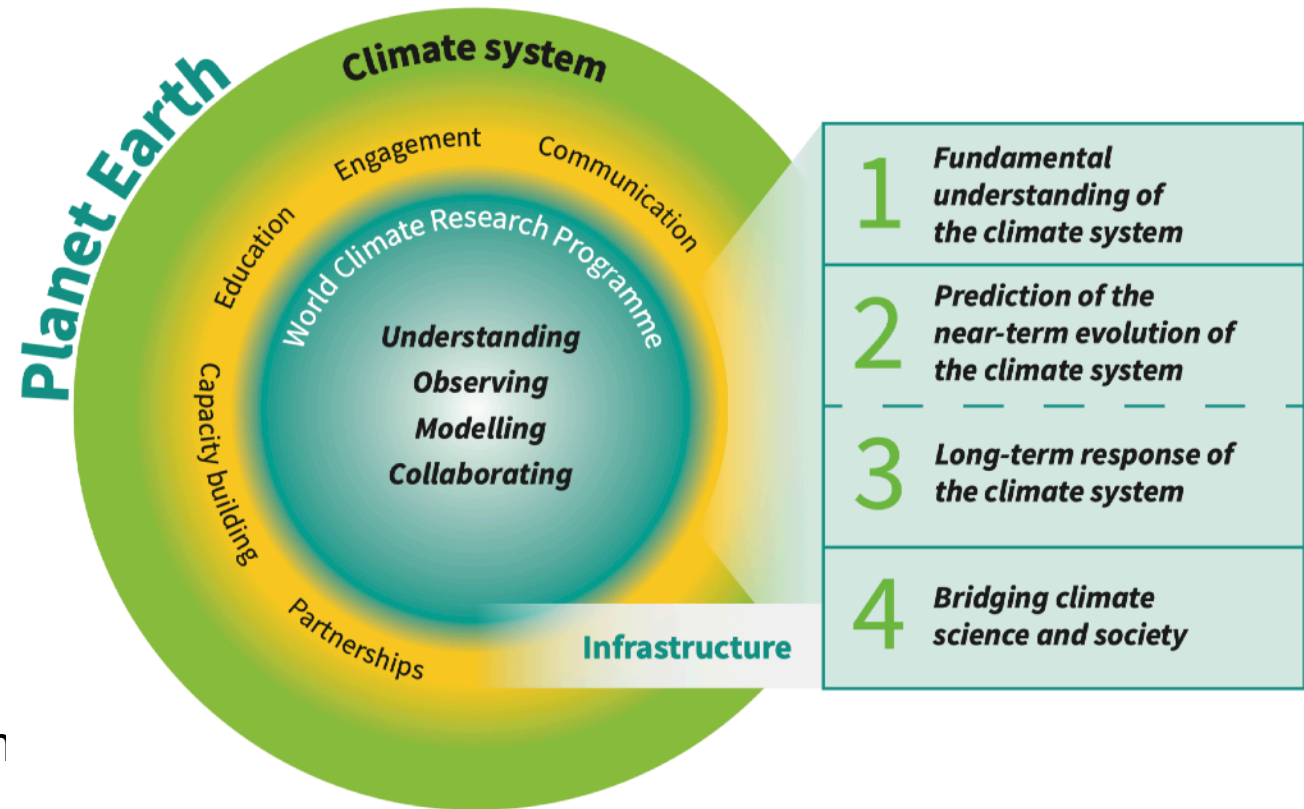 Planet Earth
Climate system
Engagement
Communication
Education
Capacity building
Partnerships
World Climate Research Programme
Understanding
Observing
Modelling
Collaborating
Infrastructure
1
Fundamental
understanding of
the climate system
2
Prediction of the
near-term evolution of
the climate system
3
Long-term response of
the climate system
4
Bridging climate
science and society